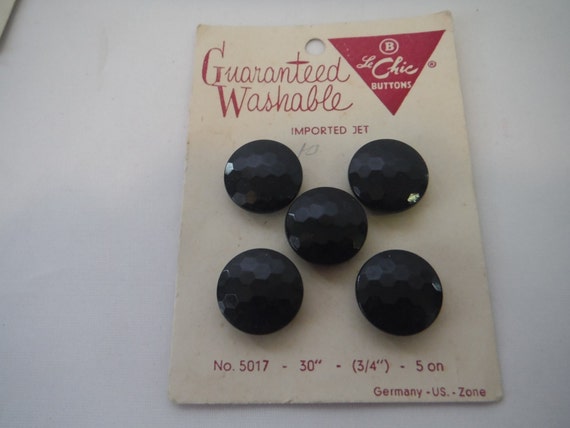 Guaranteed
Washable
B
Le Chic ®
BUTTONS
IMPORTED JET
No. 5017 - 30" - (3/4") - 5 on
Germany - US. - Zone